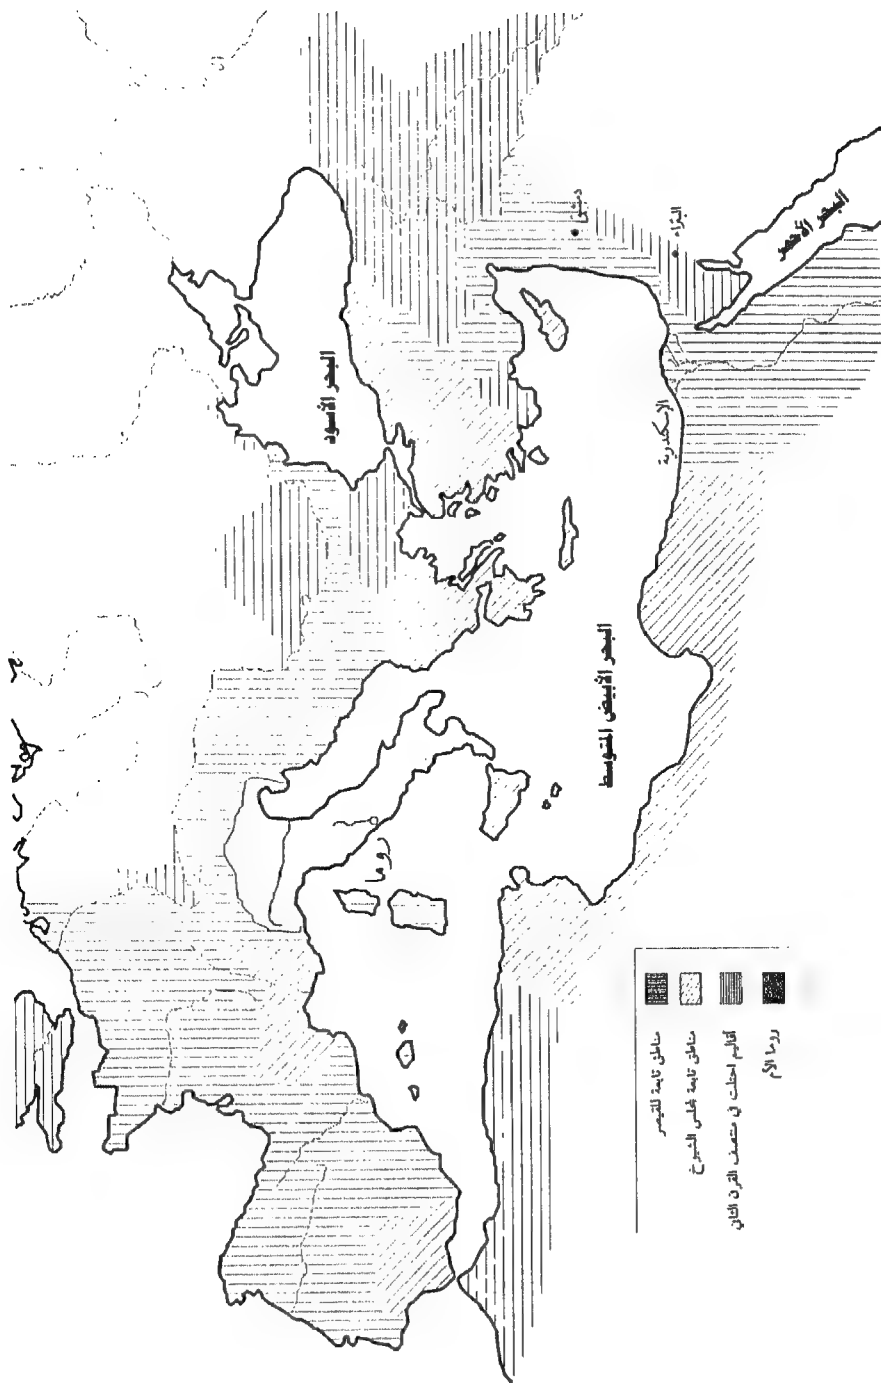 البحر الأسود
دمشق
البتراء
البحر الأحمر
الإسكندرية
البحر الأبيض المتوسط
روما
مناطق تابعة للقيصر
مناطق تابعة لمجلس الشيوخ
أقاليم احتلت في منتصف القرن الثاني
روما الأم